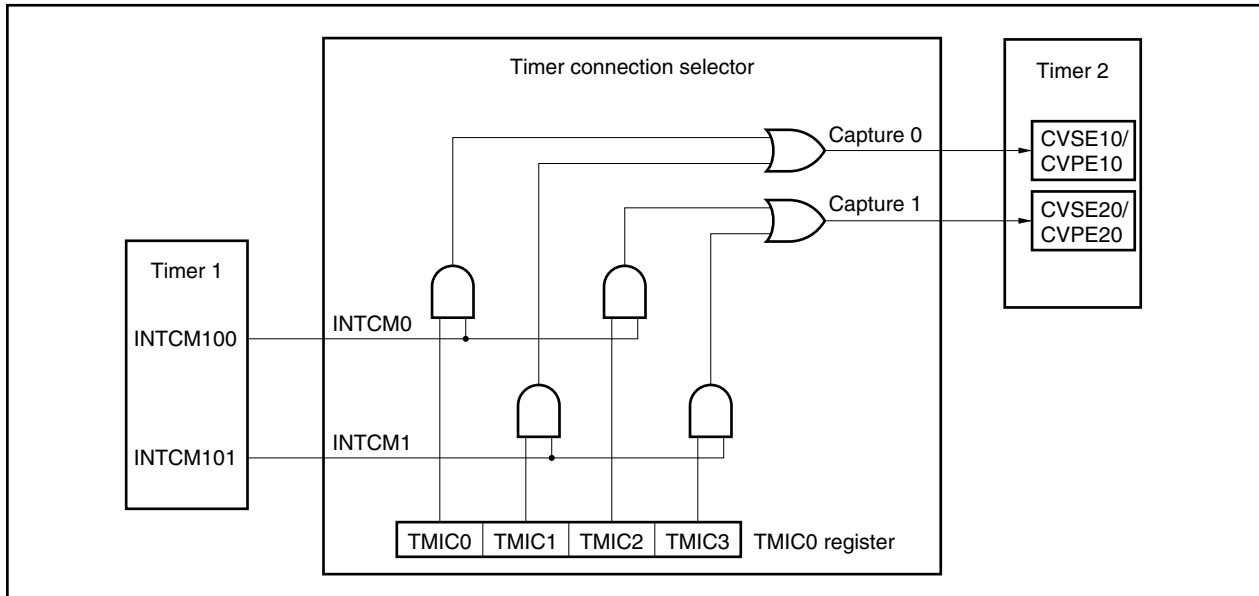 Timer connection selector
Timer 2
Capture 0
CVSE10/
CVPE10
Capture 1
CVSE20/
CVPE20
Timer 1
INTCM100
INTCM0
INTCM101
INTCM1
TMIC0 TMIC1 TMIC2 TMIC3 TMIC0 register